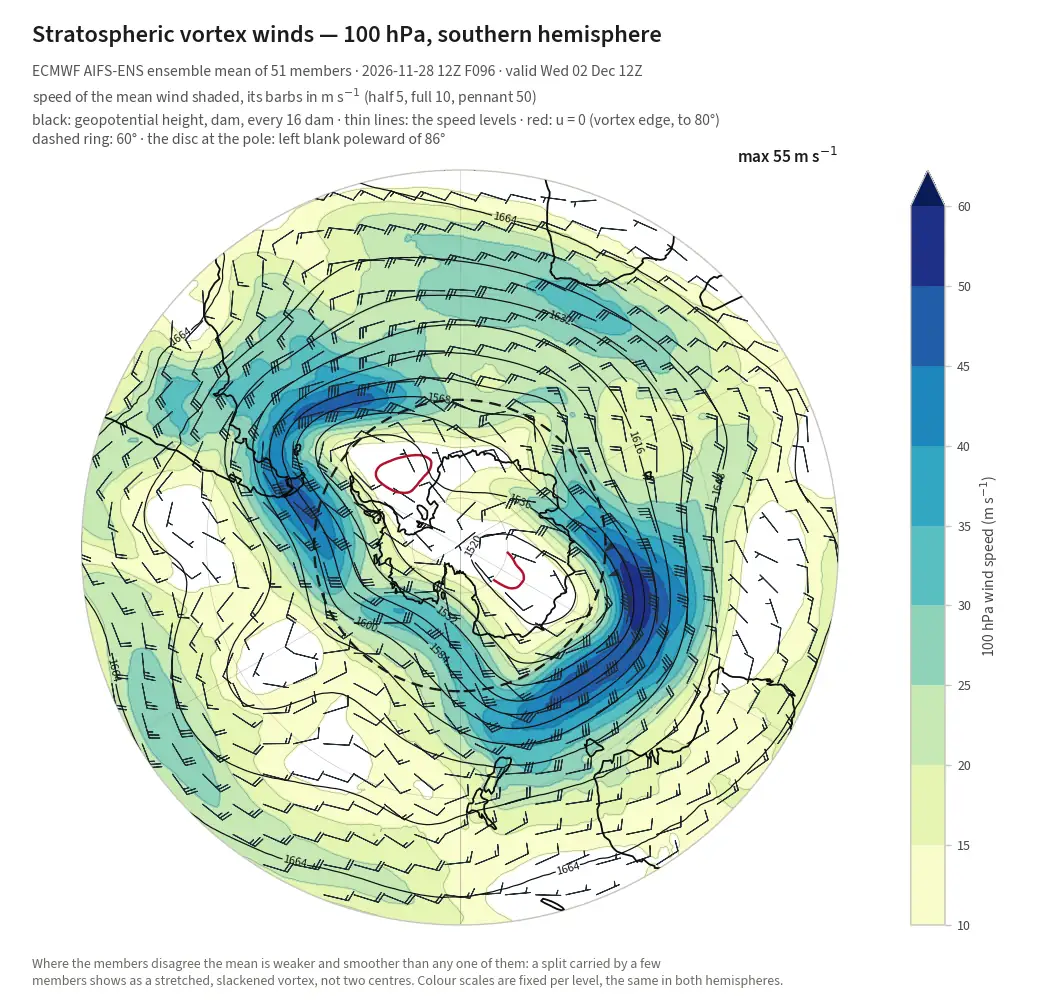 Stratospheric vortex winds — 100 hPa, southern hemisphere
ECMWF AIFS-ENS ensemble mean of 51 members · 2026-11-28 12Z F096 · valid Wed 02 Dec 12Z
speed of the mean wind shaded, its barbs in m s⁻¹ (half 5, full 10, pennant 50)
black: geopotential height, dam, every 16 dam · thin lines: the speed levels · red: u = 0 (vortex edge, to 80°)
dashed ring: 60° · the disc at the pole: left blank poleward of 86°
max 55 m s⁻¹
1664
1632
1664
1568
1616
1648
1536
1520
1600
1584
1664
1664
60
50
45
40
35
30
25
20
15
10
100 hPa wind speed (m s⁻¹)
Where the members disagree the mean is weaker and smoother than any one of them: a split carried by a few
members shows as a stretched, slackened vortex, not two centres. Colour scales are fixed per level, the same in both hemispheres.